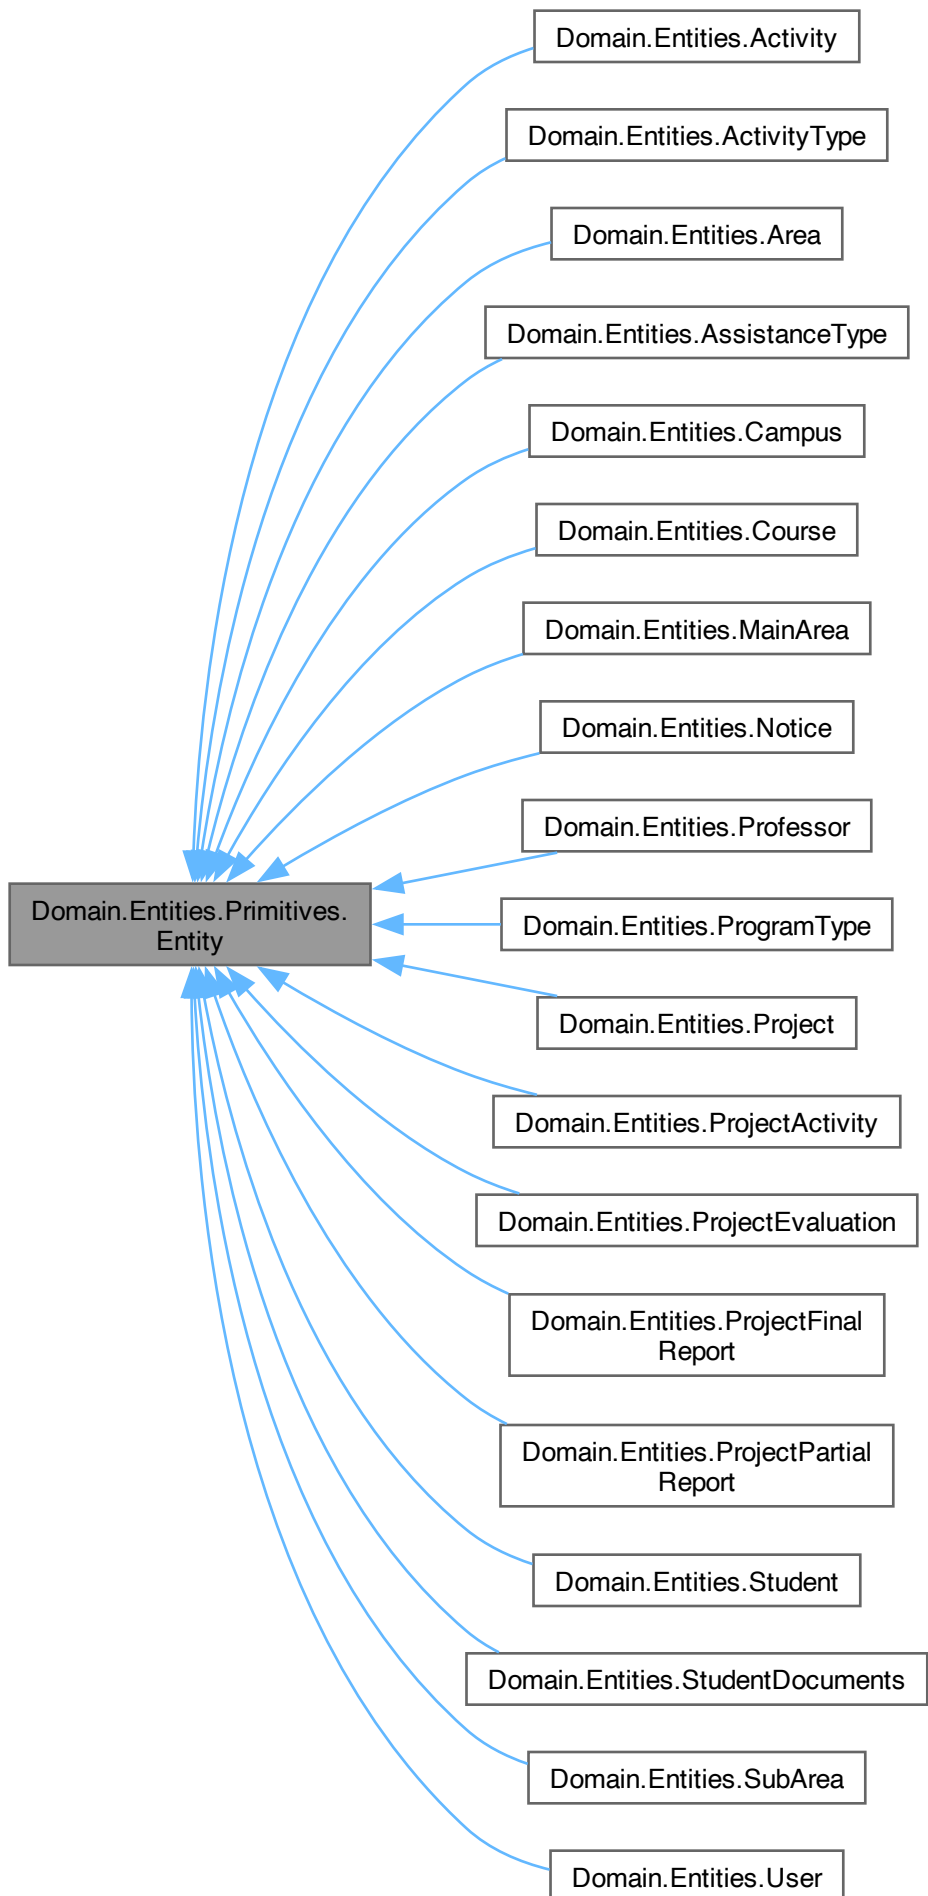 Domain.Entities.Activity
Domain.Entities.ActivityType
Domain.Entities.Area
Domain.Entities.AssistanceType
Domain.Entities.Campus
Domain.Entities.Course
Domain.Entities.MainArea
Domain.Entities.Notice
Domain.Entities.Professor
Domain.Entities.Primitives.
Entity
Domain.Entities.ProgramType
Domain.Entities.Project
Domain.Entities.ProjectActivity
Domain.Entities.ProjectEvaluation
Domain.Entities.ProjectFinal
Report
Domain.Entities.ProjectPartial
Report
Domain.Entities.Student
Domain.Entities.StudentDocuments
Domain.Entities.SubArea
Domain.Entities.User